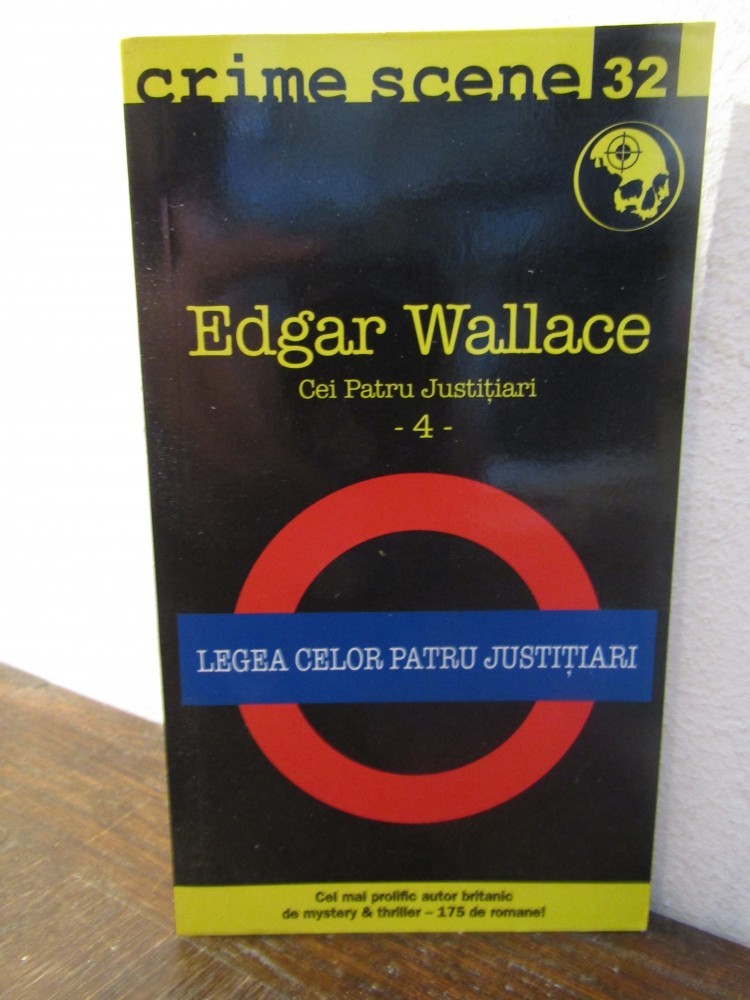 crime scene 32
Edgar Wallace
Cei Patru Justițiari
- 4 -
LEGEA CELOR PATRU JUSTIȚIARI
Cel mai prolific autor britanic
de mystery & thriller – 175 de romane!